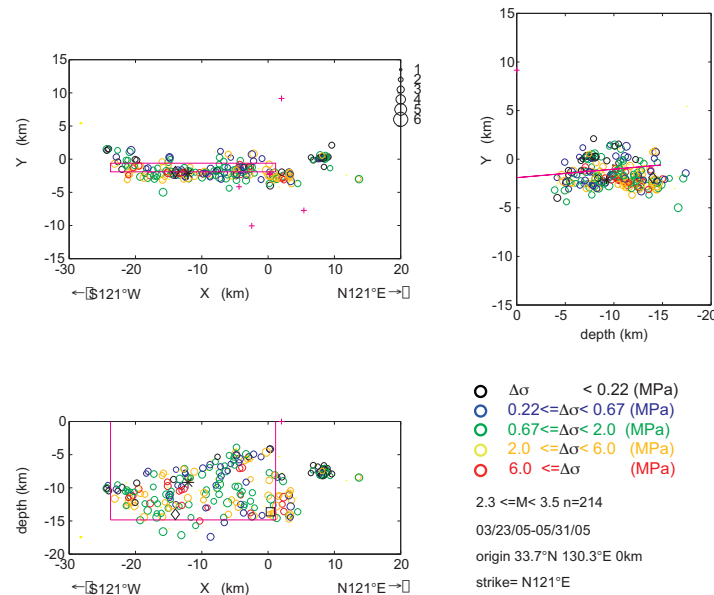 15
10
5
0
-5
-10
-15
Y (km)
-30 -20 -10 0 10 20
←S121°W X (km) N121°E→
1
2
3
4
5
6
15
10
5
0
-5
-10
-15
Y (km)
0 -5 -10 -15 -20
depth (km)
0
-5
-10
-15
-20
depth (km)
-30 -20 -10 0 10 20
←S121°W X (km) N121°E→
Δσ < 0.22 (MPa)
0.22<=Δσ< 0.67 (MPa)
0.67<=Δσ< 2.0 (MPa)
2.0 <=Δσ< 6.0 (MPa)
6.0 <=Δσ (MPa)
2.3 <=M< 3.5 n=214
03/23/05-05/31/05
origin 33.7°N 130.3°E 0km
strike= N121°E